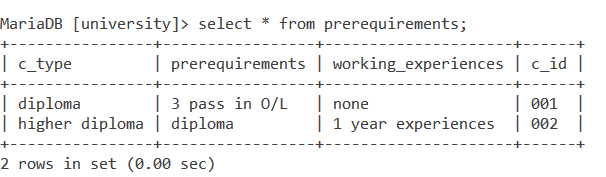 MariaDB [university]> select * from prerequirements;
+----------------+----------------+---------------------+------+
| c_type         | prerequirements | working_experiences | c_id |
+----------------+----------------+---------------------+------+
| diploma        | 3 pass in O/L  | none                | 001  |
| higher diploma | diploma        | 1 year experiences  | 002  |
+----------------+----------------+---------------------+------+
2 rows in set (0.00 sec)